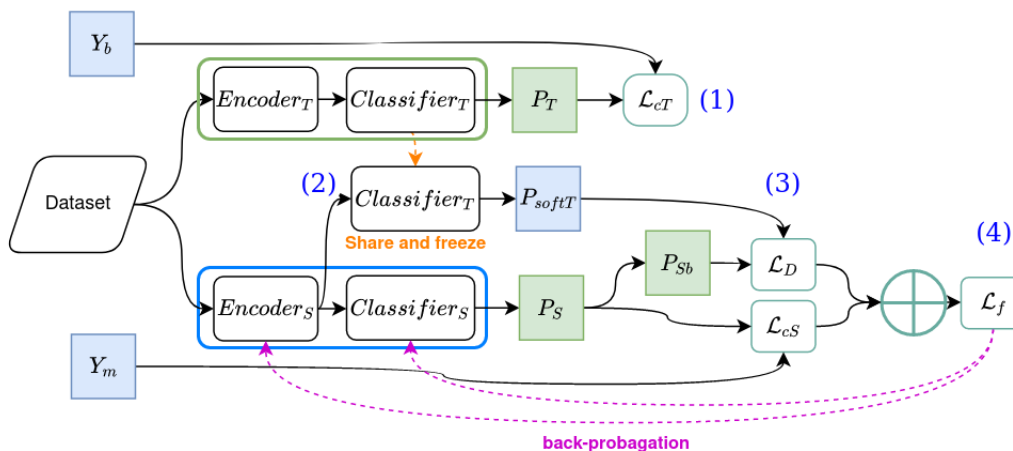 Y_b
Encoder_T
Classifier_T
P_T
ℒ_cT
(1)
Dataset
(2)
Classifier_T
P_softT
(3)
Share and freeze
P_Sb
ℒ_D
(4)
Encoder_S
Classifier_S
P_S
ℒ_cS
ℒ_f
Y_m
back-probagation